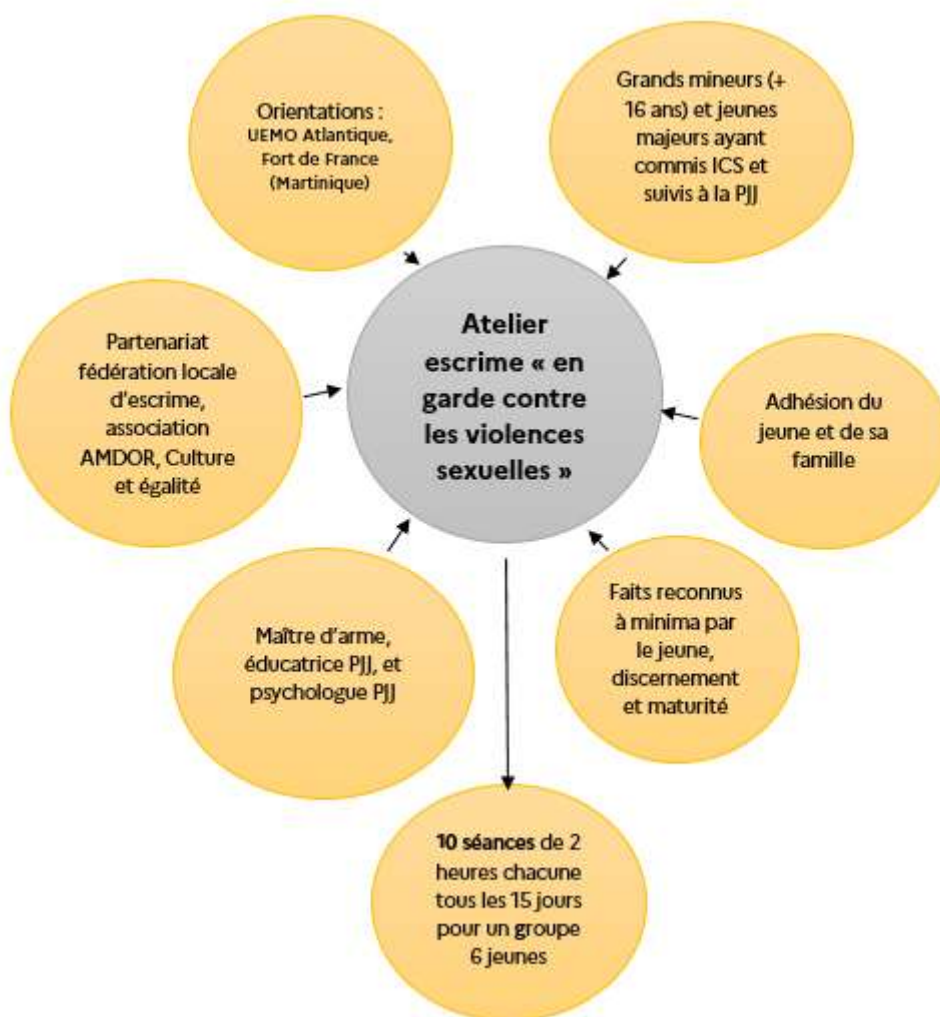 Orientations :
UEMO Atlantique,
Fort de France
(Martinique)
Grands mineurs (+
16 ans) et jeunes
majeurs ayant
commis ICS et
suivis à la PJJ
Partenariat
fédération locale
d'escrime,
association
AMDOR, Culture
et égalité
Atelier
escrime « en
garde contre
les violences
sexuelles »
Adhésion du
jeune et de sa
famille
Maître d'arme,
éducatrice PJJ, et
psychologue PJJ
Faits reconnus
à minima par
le jeune,
discernement
et maturité
10 séances de 2
heures chacune
tous les 15 jours
pour un groupe
6 jeunes